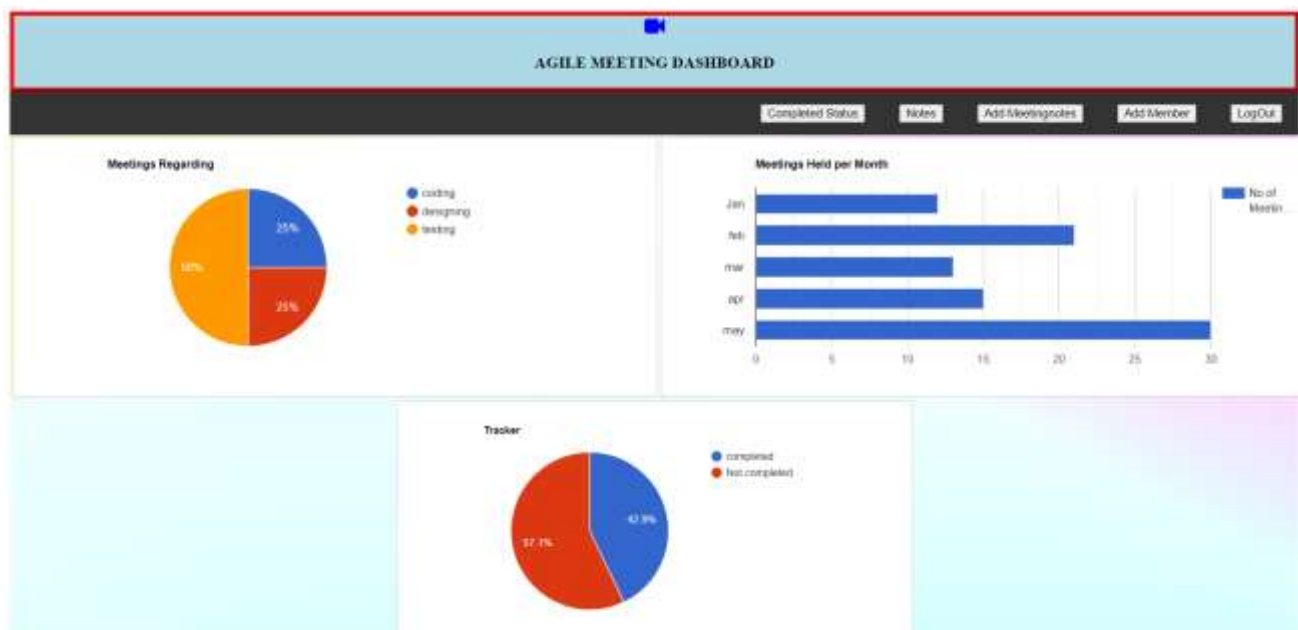 AGILE MEETING DASHBOARD
Completed Status Notes Add Meetingnotes Add Member LogOut
Meetings Regarding
coding
designing
testing
25%
50%
25%
Meetings Held per Month
Jan
feb
mar
apr
may
0 5 10 15 20 25 30
No of
Meetin...
Tracker
completed
Not completed
42.9%
57.1%